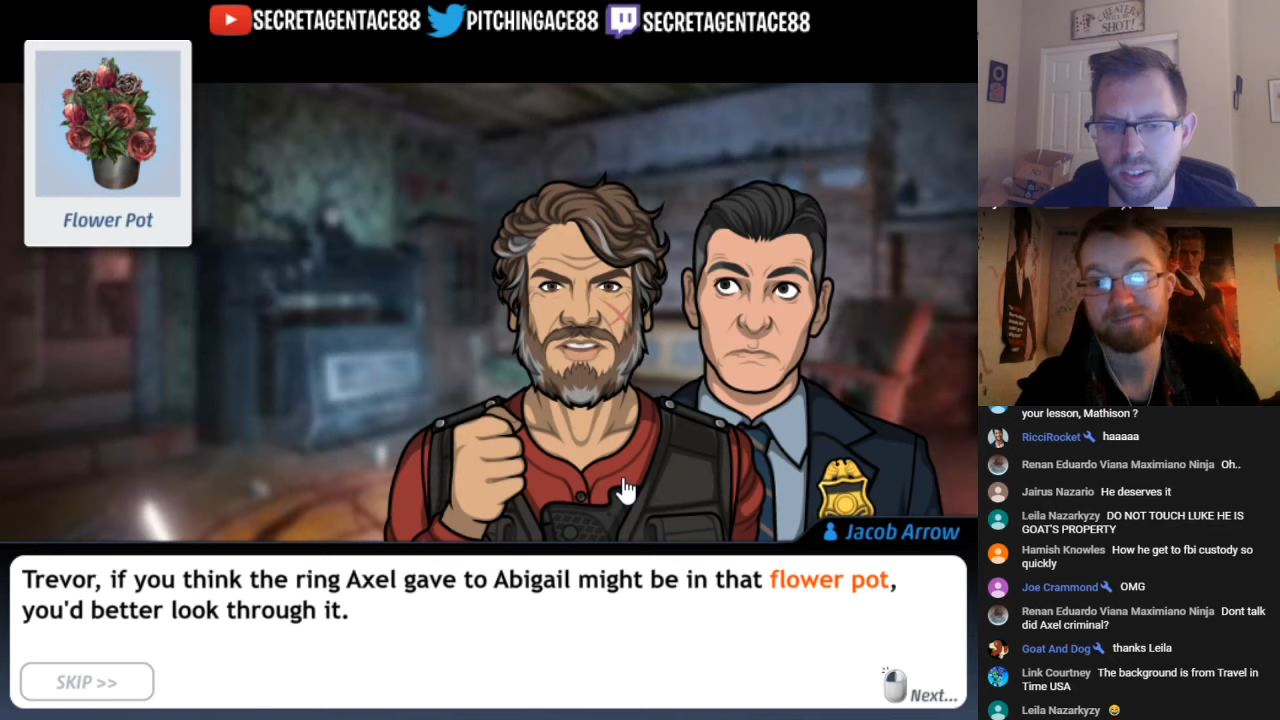 SECRETAGENTACE88 PITCHINGACE88 SECRETAGENTACE88
Flower Pot
Jacob Arrow
Trevor, if you think the ring Axel gave to Abigail might be in that flower pot,
you'd better look through it.
SKIP >>
Next...
CHEATERS
SHOT!
your lesson, Mathison ?
RicciRocket haaaaa
Renan Eduardo Viana Maximiano Ninja Oh..
Jairus Nazario He deserves it
Leila Nazarkyzy DO NOT TOUCH LUKE HE IS
GOAT'S PROPERTY
Hamish Knowles How he get to fbi custody so
quickly
Joe Crammond OMG
Renan Eduardo Viana Maximiano Ninja Dont talk
did Axel criminal?
Goat And Dog thanks Leila
Link Courtney The background is from Travel in
Time USA
Leila Nazarkyzy 😄